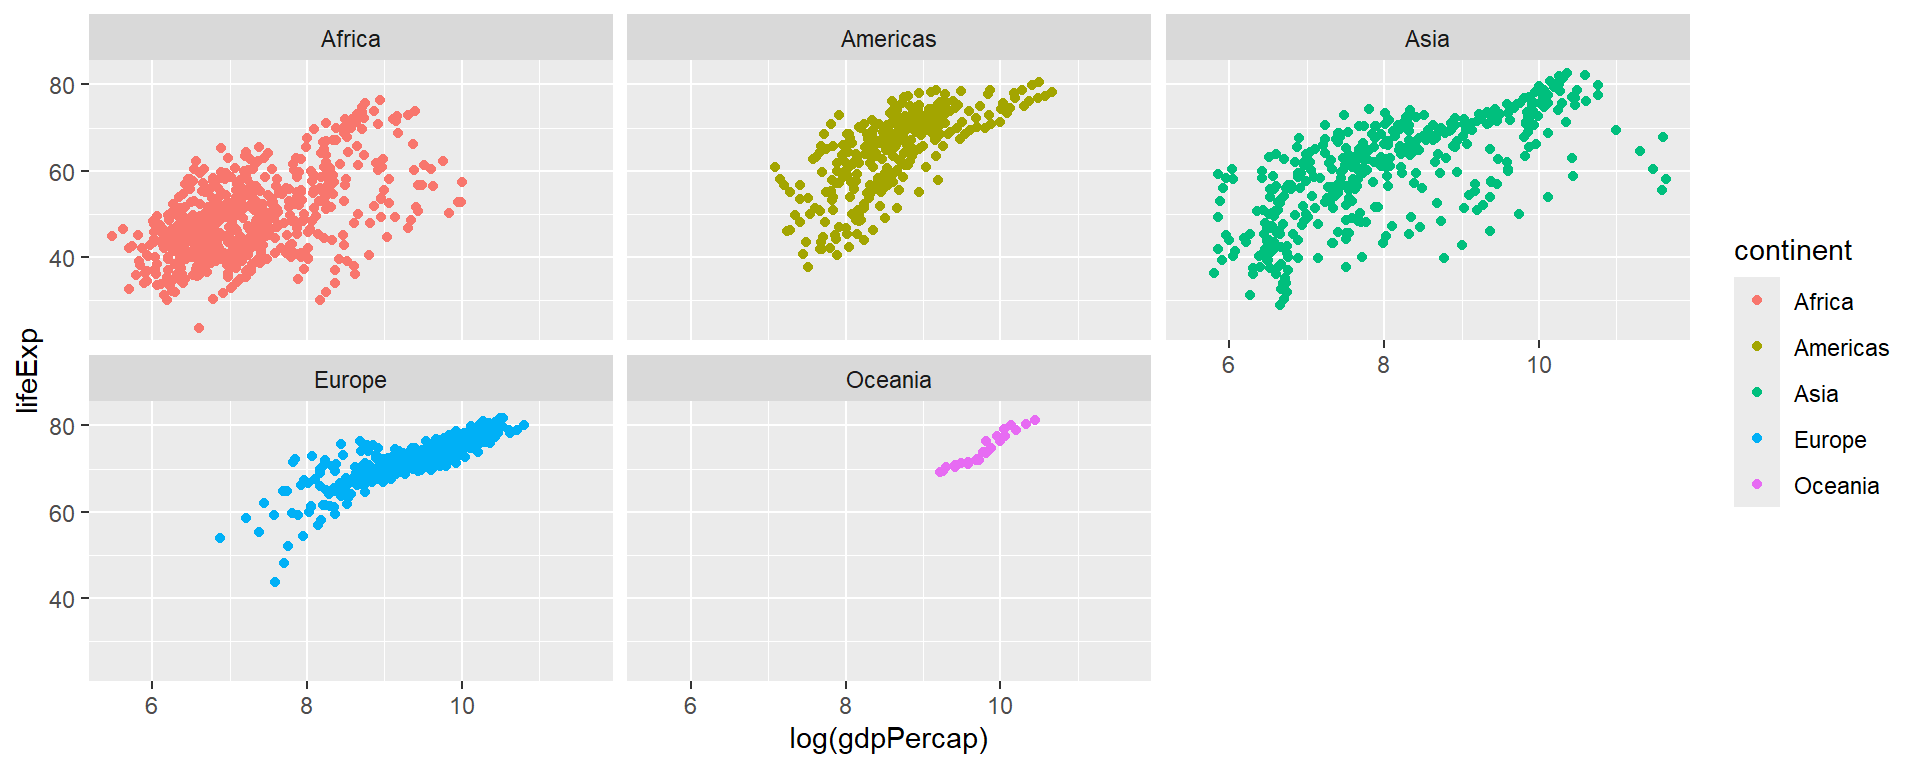 Africa
Americas
Asia
80
60
40
6
8
10
Europe
Oceania
80
60
40
6
8
10
6
8
10
lifeExp
log(gdpPercap)
continent
Africa
Americas
Asia
Europe
Oceania